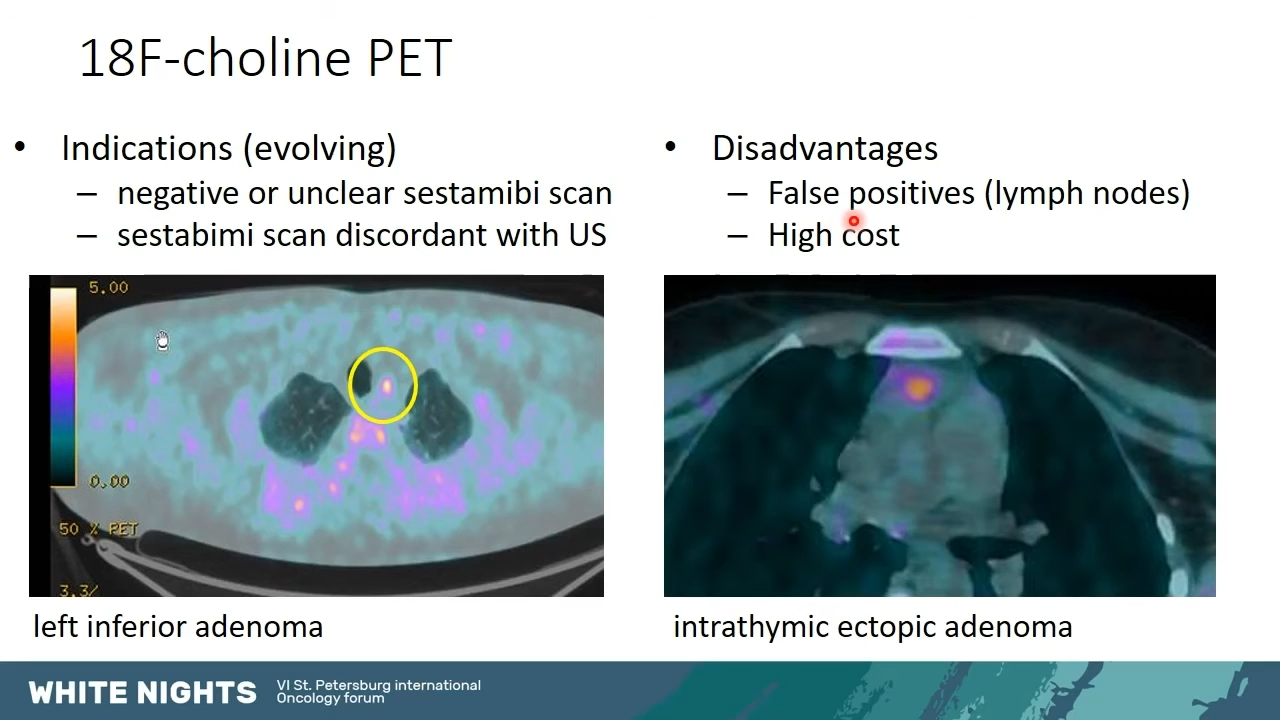 18F-choline PET
• Indications (evolving)
– negative or unclear sestamibi scan
– sestabimi scan discordant with US
• Disadvantages
– False positives (lymph nodes)
– High cost
5.00
0.00
50 % PET
left inferior adenoma
intrathymic ectopic adenoma
WHITE NIGHTS
VI St. Petersburg international
Oncology forum